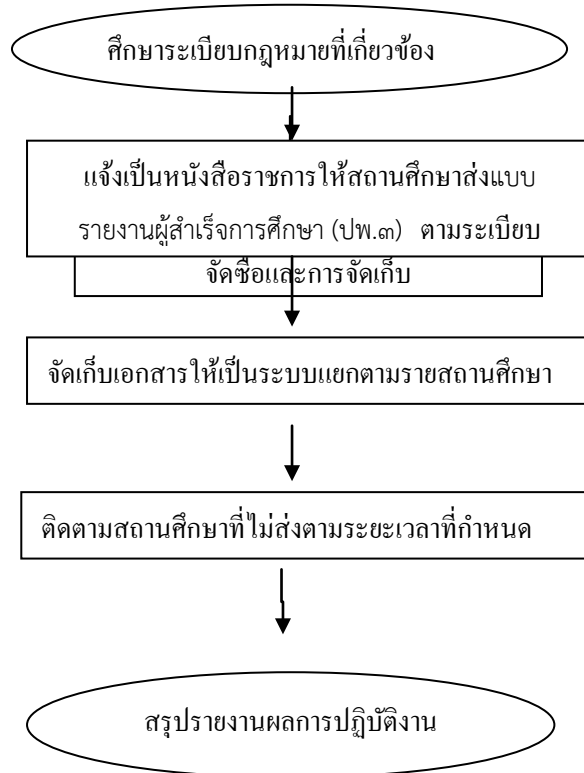 ศึกษาระเบียบกฎหมายที่เกี่ยวข้อง
แจ้งเป็นหนังสือราชการให้สถานศึกษาส่งแบบ
รายงานผู้สำเร็จการศึกษา (ปพ.๓) ตามระเบียบ
จัดซื้อและการจัดเก็บ
จัดเก็บเอกสารให้เป็นระบบแยกตามรายสถานศึกษา
ติดตามสถานศึกษาที่ไม่ส่งตามระยะเวลาที่กำหนด
สรุปรายงานผลการปฏิบัติงาน